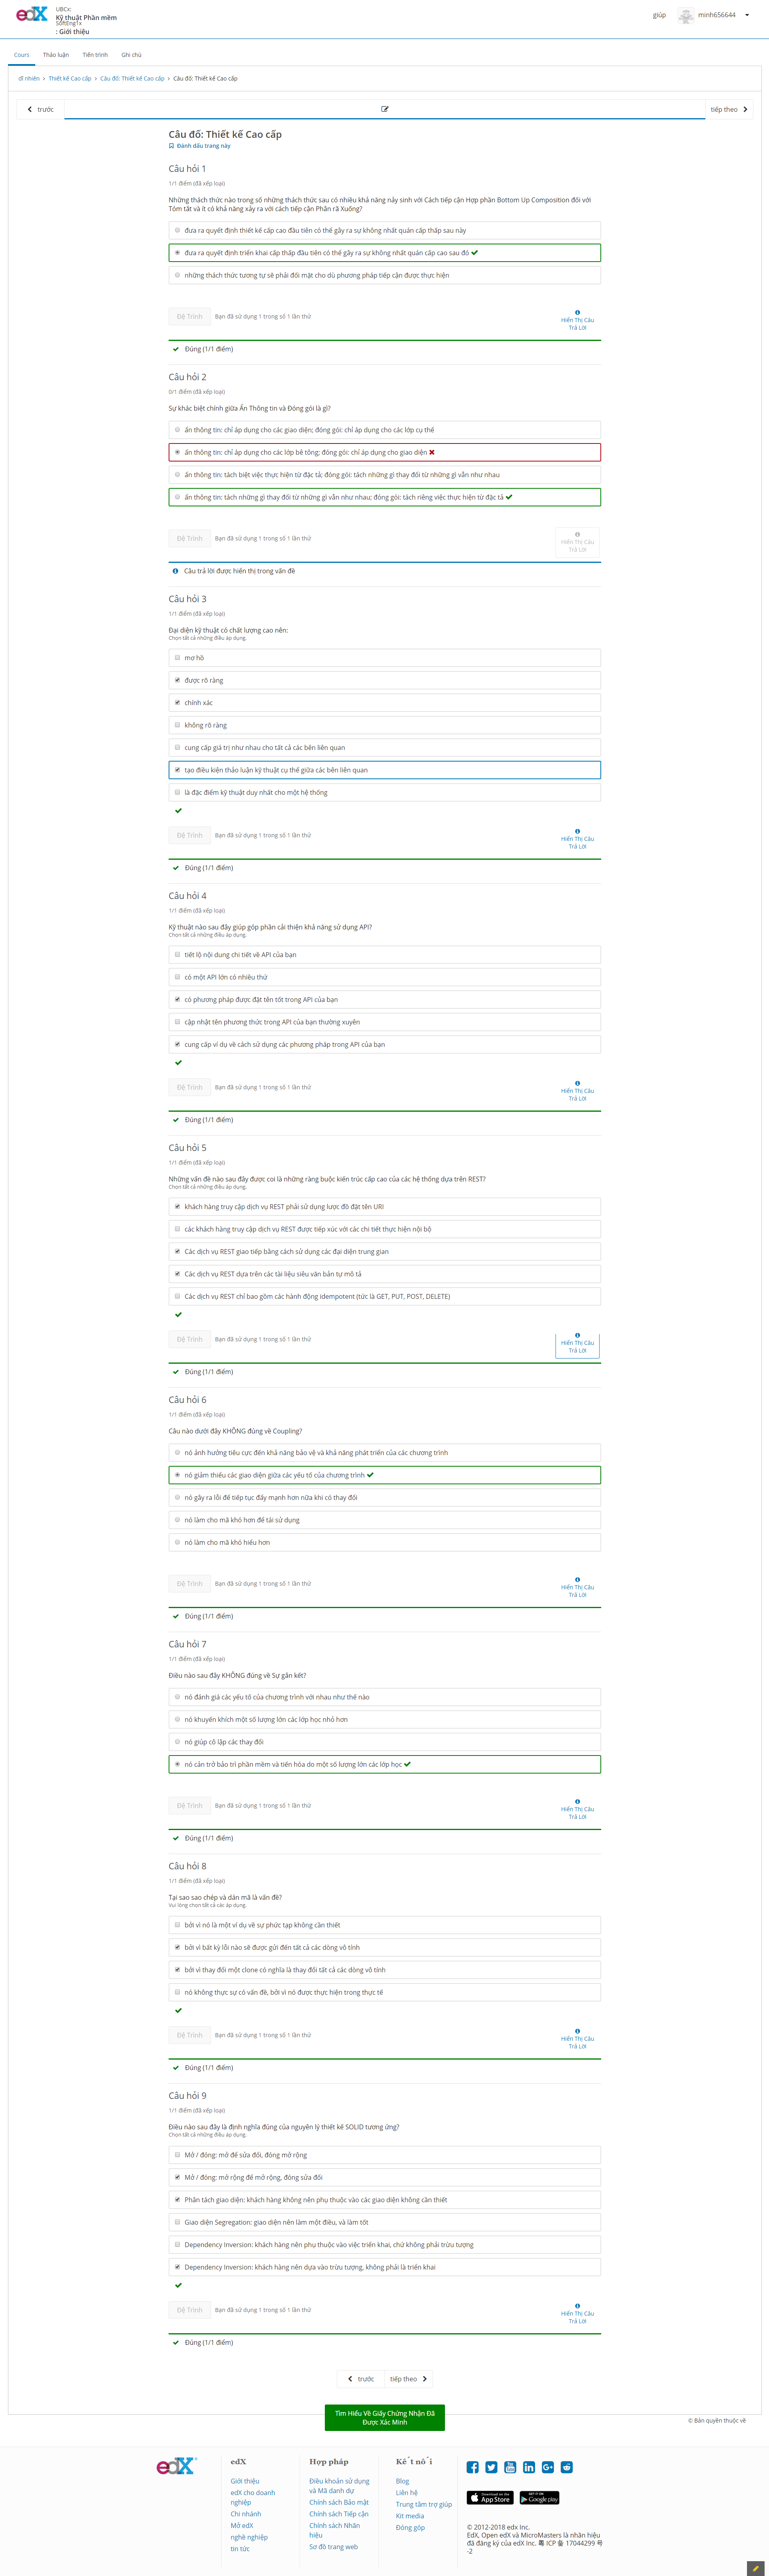 edX
UBCx:
Kỹ thuật Phần mềm
SoftEng1x
: Giới thiệu
giúp
minh656644
Cours Thảo luận Tiến trình Ghi chú
dĩ nhiên › Thiết kế Cao cấp › Câu đố: Thiết kế Cao cấp › Câu đố: Thiết kế Cao cấp
trước
tiếp theo
Câu đố: Thiết kế Cao cấp
Đánh dấu trang này
Câu hỏi 1
1/1 điểm (đã xếp loại)
Những thách thức nào trong số những thách thức sau có nhiều khả năng nảy sinh với Cách tiếp cận Hợp phần Bottom Up Composition đối với
Tóm tắt và ít có khả năng xảy ra với cách tiếp cận Phân rã Xuống?
đưa ra quyết định thiết kế cấp cao đầu tiên có thể gây ra sự không nhất quán cấp thấp sau này
đưa ra quyết định triển khai cấp thấp đầu tiên có thể gây ra sự không nhất quán cấp cao sau đó
những thách thức tương tự sẽ phải đối mặt cho dù phương pháp tiếp cận được thực hiện
Đệ Trình
Bạn đã sử dụng 1 trong số 1 lần thử
Hiển Thị Câu
Trả Lời
Đúng (1/1 điểm)
Câu hỏi 2
0/1 điểm (đã xếp loại)
Sự khác biệt chính giữa Ẩn Thông tin và Đóng gói là gì?
ẩn thông tin: chỉ áp dụng cho các giao diện; đóng gói: chỉ áp dụng cho các lớp cụ thể
ẩn thông tin: chỉ áp dụng cho các lớp bê tông; đóng gói: chỉ áp dụng cho giao diện
ẩn thông tin: tách biệt việc thực hiện từ đặc tả; đóng gói: tách những gì thay đổi từ những gì vẫn như nhau
ẩn thông tin: tách những gì thay đổi từ những gì vẫn như nhau; đóng gói: tách riêng việc thực hiện từ đặc tả
Đệ Trình
Bạn đã sử dụng 1 trong số 1 lần thử
Hiển Thị Câu
Trả Lời
Câu trả lời được hiển thị trong vấn đề
Câu hỏi 3
1/1 điểm (đã xếp loại)
Đại diện kỹ thuật có chất lượng cao nên:
Chọn tất cả những điều áp dụng.
mơ hồ
được rõ ràng
chính xác
không rõ ràng
cung cấp giá trị như nhau cho tất cả các bên liên quan
tạo điều kiện thảo luận kỹ thuật cụ thể giữa các bên liên quan
là đặc điểm kỹ thuật duy nhất cho một hệ thống
Đệ Trình
Bạn đã sử dụng 1 trong số 1 lần thử
Hiển Thị Câu
Trả Lời
Đúng (1/1 điểm)
Câu hỏi 4
1/1 điểm (đã xếp loại)
Kỹ thuật nào sau đây giúp góp phần cải thiện khả năng sử dụng API?
Chọn tất cả những điều áp dụng.
tiết lộ nội dung chi tiết về API của bạn
có một API lớn có nhiều thứ
có phương pháp được đặt tên tốt trong API của bạn
cập nhật tên phương thức trong API của bạn thường xuyên
cung cấp ví dụ về cách sử dụng các phương pháp trong API của bạn
Đệ Trình
Bạn đã sử dụng 1 trong số 1 lần thử
Hiển Thị Câu
Trả Lời
Đúng (1/1 điểm)
Câu hỏi 5
1/1 điểm (đã xếp loại)
Những vấn đề nào sau đây được coi là những ràng buộc kiến trúc cấp cao của các hệ thống dựa trên REST?
Chọn tất cả những điều áp dụng.
khách hàng truy cập dịch vụ REST phải sử dụng lược đồ đặt tên URI
các khách hàng truy cập dịch vụ REST được tiếp xúc với các chi tiết thực hiện nội bộ
Các dịch vụ REST giao tiếp bằng cách sử dụng các đại diện trung gian
Các dịch vụ REST dựa trên các tài liệu siêu văn bản tự mô tả
Các dịch vụ REST chỉ bao gồm các hành động idempotent (tức là GET, PUT, POST, DELETE)
Đệ Trình
Bạn đã sử dụng 1 trong số 1 lần thử
Hiển Thị Câu
Trả Lời
Đúng (1/1 điểm)
Câu hỏi 6
1/1 điểm (đã xếp loại)
Câu nào dưới đây KHÔNG đúng về Coupling?
nó ảnh hưởng tiêu cực đến khả năng bảo vệ và khả năng phát triển của các chương trình
nó giảm thiểu các giao diện giữa các yếu tố của chương trình
nó gây ra lỗi để tiếp tục đẩy mạnh hơn nữa khi có thay đổi
nó làm cho mã khó hơn để tái sử dụng
nó làm cho mã khó hiểu hơn
Đệ Trình
Bạn đã sử dụng 1 trong số 1 lần thử
Hiển Thị Câu
Trả Lời
Đúng (1/1 điểm)
Câu hỏi 7
1/1 điểm (đã xếp loại)
Điều nào sau đây KHÔNG đúng về Sự gắn kết?
nó đánh giá các yếu tố của chương trình với nhau như thế nào
nó khuyến khích một số lượng lớn các lớp học nhỏ hơn
nó giúp cô lập các thay đổi
nó cản trở bảo trì phần mềm và tiến hóa do một số lượng lớn các lớp học
Đệ Trình
Bạn đã sử dụng 1 trong số 1 lần thử
Hiển Thị Câu
Trả Lời
Đúng (1/1 điểm)
Câu hỏi 8
1/1 điểm (đã xếp loại)
Tại sao sao chép và dán mã là vấn đề?
Vui lòng chọn tất cả các áp dụng.
bởi vì nó là một ví dụ về sự phức tạp không cần thiết
bởi vì bất kỳ lỗi nào sẽ được gửi đến tất cả các dòng vô tính
bởi vì thay đổi một clone có nghĩa là thay đổi tất cả các dòng vô tính
nó không thực sự có vấn đề, bởi vì nó được thực hiện trong thực tế
Đệ Trình
Bạn đã sử dụng 1 trong số 1 lần thử
Hiển Thị Câu
Trả Lời
Đúng (1/1 điểm)
Câu hỏi 9
1/1 điểm (đã xếp loại)
Điều nào sau đây là định nghĩa đúng của nguyên lý thiết kế SOLID tương ứng?
Chọn tất cả những điều áp dụng.
Mở / đóng: mở để sửa đổi, đóng mở rộng
Mở / đóng: mở rộng để mở rộng, đóng sửa đổi
Phân tách giao diện: khách hàng không nên phụ thuộc vào các giao diện không cần thiết
Giao diện Segregation: giao diện nên làm một điều, và làm tốt
Dependency Inversion: khách hàng nên phụ thuộc vào việc triển khai, chứ không phải trừu tượng
Dependency Inversion: khách hàng nên dựa vào trừu tượng, không phải là triển khai
Đệ Trình
Bạn đã sử dụng 1 trong số 1 lần thử
Hiển Thị Câu
Trả Lời
Đúng (1/1 điểm)
trước
tiếp theo
Tìm Hiểu Về Giấy Chứng Nhận Đã
Được Xác Minh
© Bản quyền thuộc về
edX
edX
Giới thiệu
edX cho doanh
nghiệp
Chi nhánh
Mở edX
nghề nghiệp
tin tức
Hợp pháp
Điều khoản sử dụng
và Mã danh dự
Chính sách Bảo mật
Chính sách Tiếp cận
Chính sách Nhãn
hiệu
Sơ đồ trang web
Kết nối
Blog
Liên hệ
Trung tâm trợ giúp
Kit media
Đóng góp
Download on the
App Store
GET IT ON
Google play
© 2012-2018 edx Inc.
EdX, Open edX và MicroMasters là nhãn hiệu
đã đăng ký của edX Inc. 粤 ICP 备 17044299 号
-2